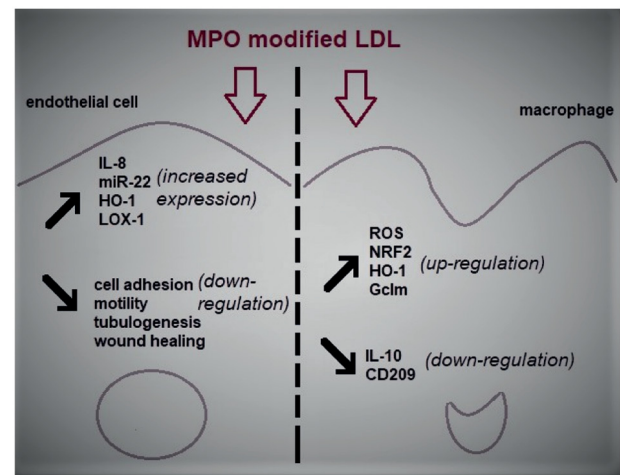 MPO modified LDL
endothelial cell
macrophage
IL-8
miR-22 (increased
HO-1 expression)
LOX-1
cell adhesion (down-
motility regulation)
tubulogenesis
wound healing
ROS
NRF2 (up-regulation)
HO-1
Gclm
IL-10 (down-regulation)
CD209